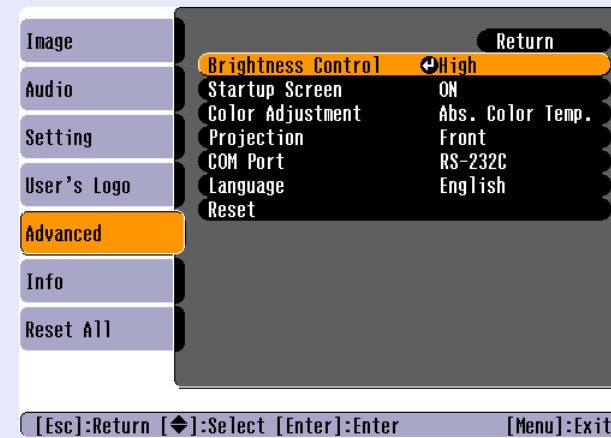 Image
Audio
Setting
User's Logo
Advanced
Info
Reset All
Return
Brightness Control High
Startup Screen ON
Color Adjustment Abs. Color Temp.
Projection Front
COM Port RS-232C
Language English
Reset
[Esc]:Return [◆]:Select [Enter]:Enter [Menu]:Exit